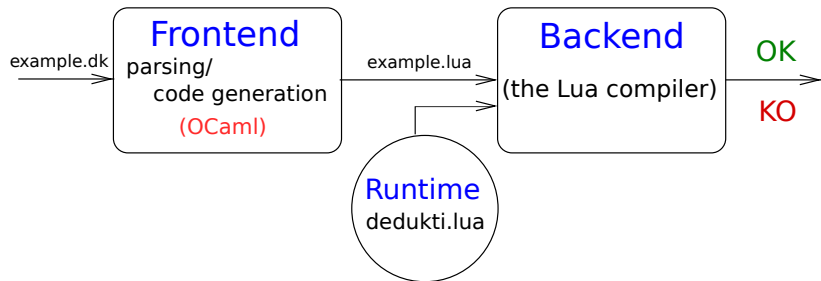 example.dk
Frontend
parsing/
code generation
(OCaml)
example.lua
Backend
(the Lua compiler)
OK
KO
Runtime
dedukti.lua